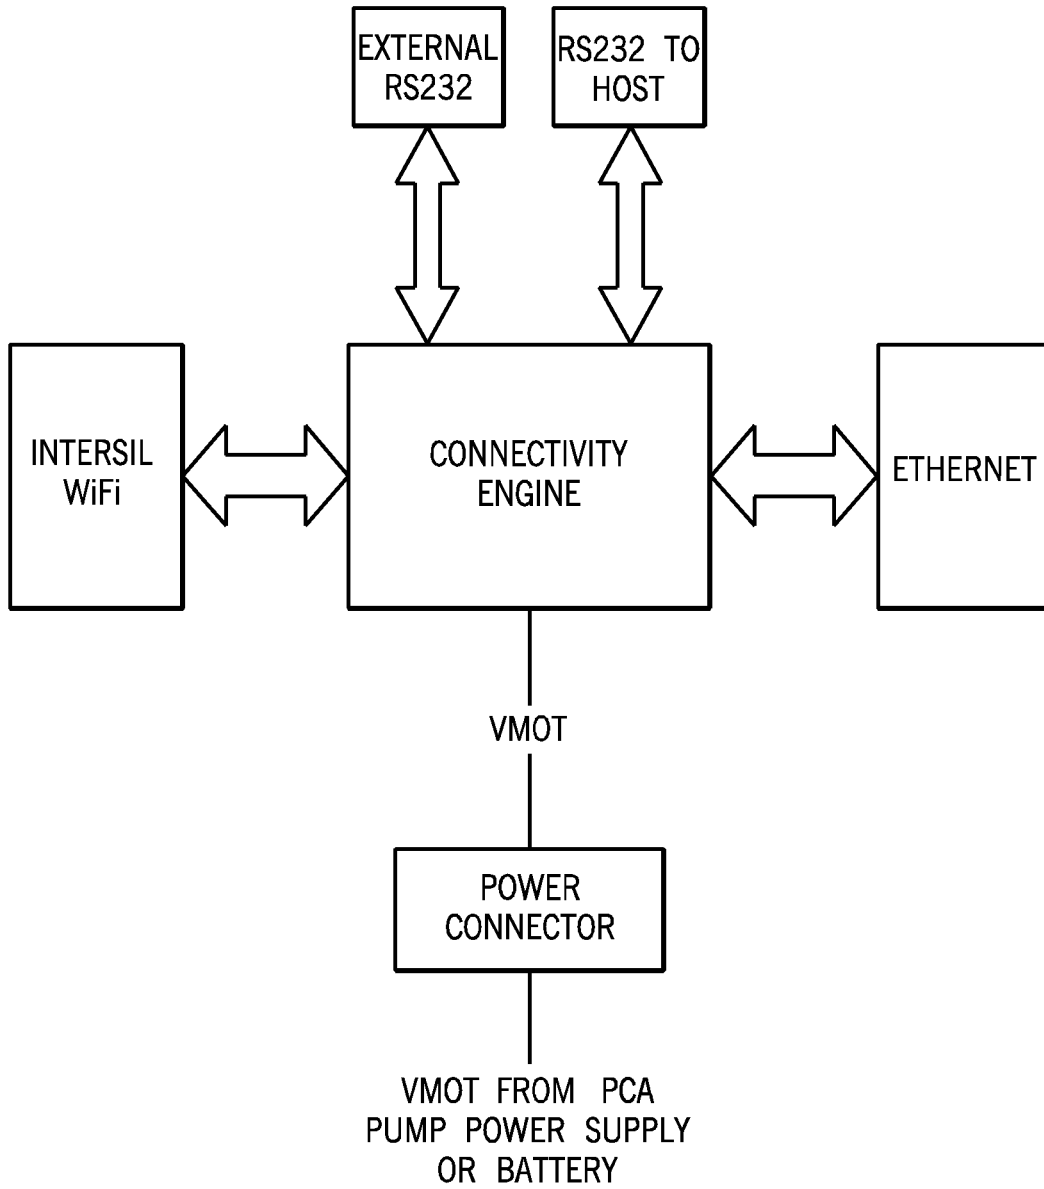 EXTERNAL
RS232
RS232 TO
HOST
INTERSIL
WiFi
CONNECTIVITY
ENGINE
ETHERNET
VMOT
POWER
CONNECTOR
VMOT FROM PCA
PUMP POWER SUPPLY
OR BATTERY